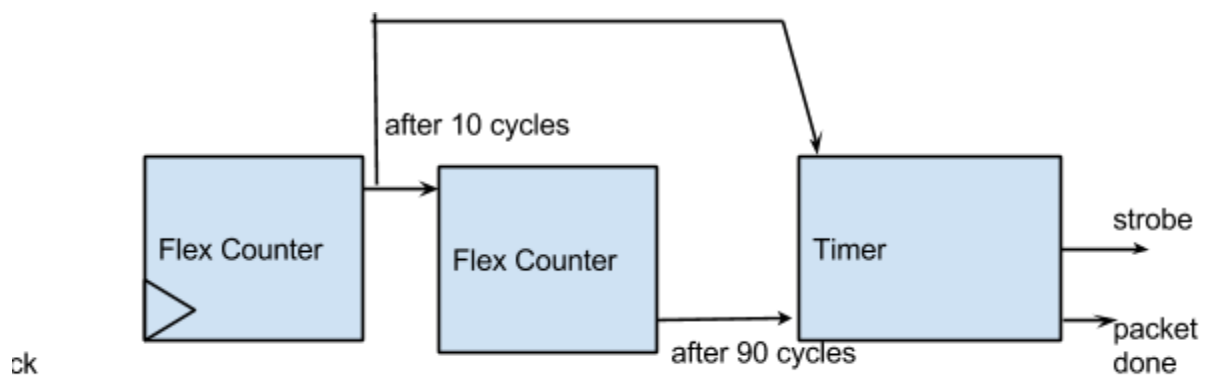 after 10 cycles
Flex Counter
Flex Counter
Timer
strobe
packet
done
after 90 cycles
ck